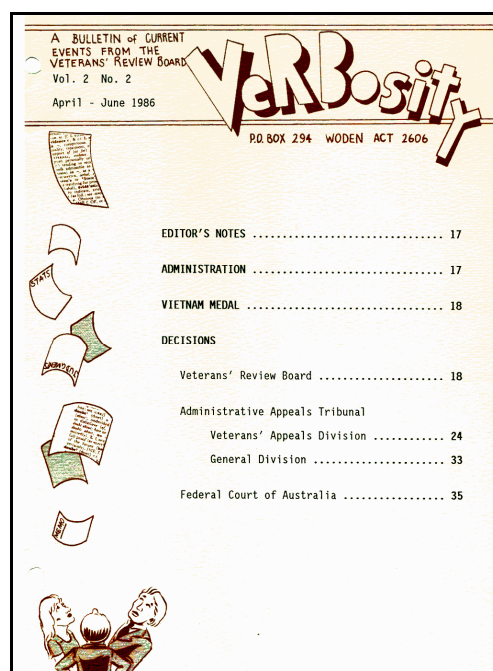 A BULLETIN of CURRENT
EVENTS FROM THE
VETERANS' REVIEW BOARD
VeRBosity
Vol. 2 No. 2
April - June 1986
P.O. BOX 294 WODEN ACT 2606
EDITOR'S NOTES ................................ 17
ADMINISTRATION ................................. 17
STATS
VIETNAM MEDAL ................................. 18
DECISIONS
Veterans' Review Board ..................... 18
Administrative Appeals Tribunal
Veterans' Appeals Division ............ 24
General Division ...................... 33
Federal Court of Australia ................. 35
MEMO